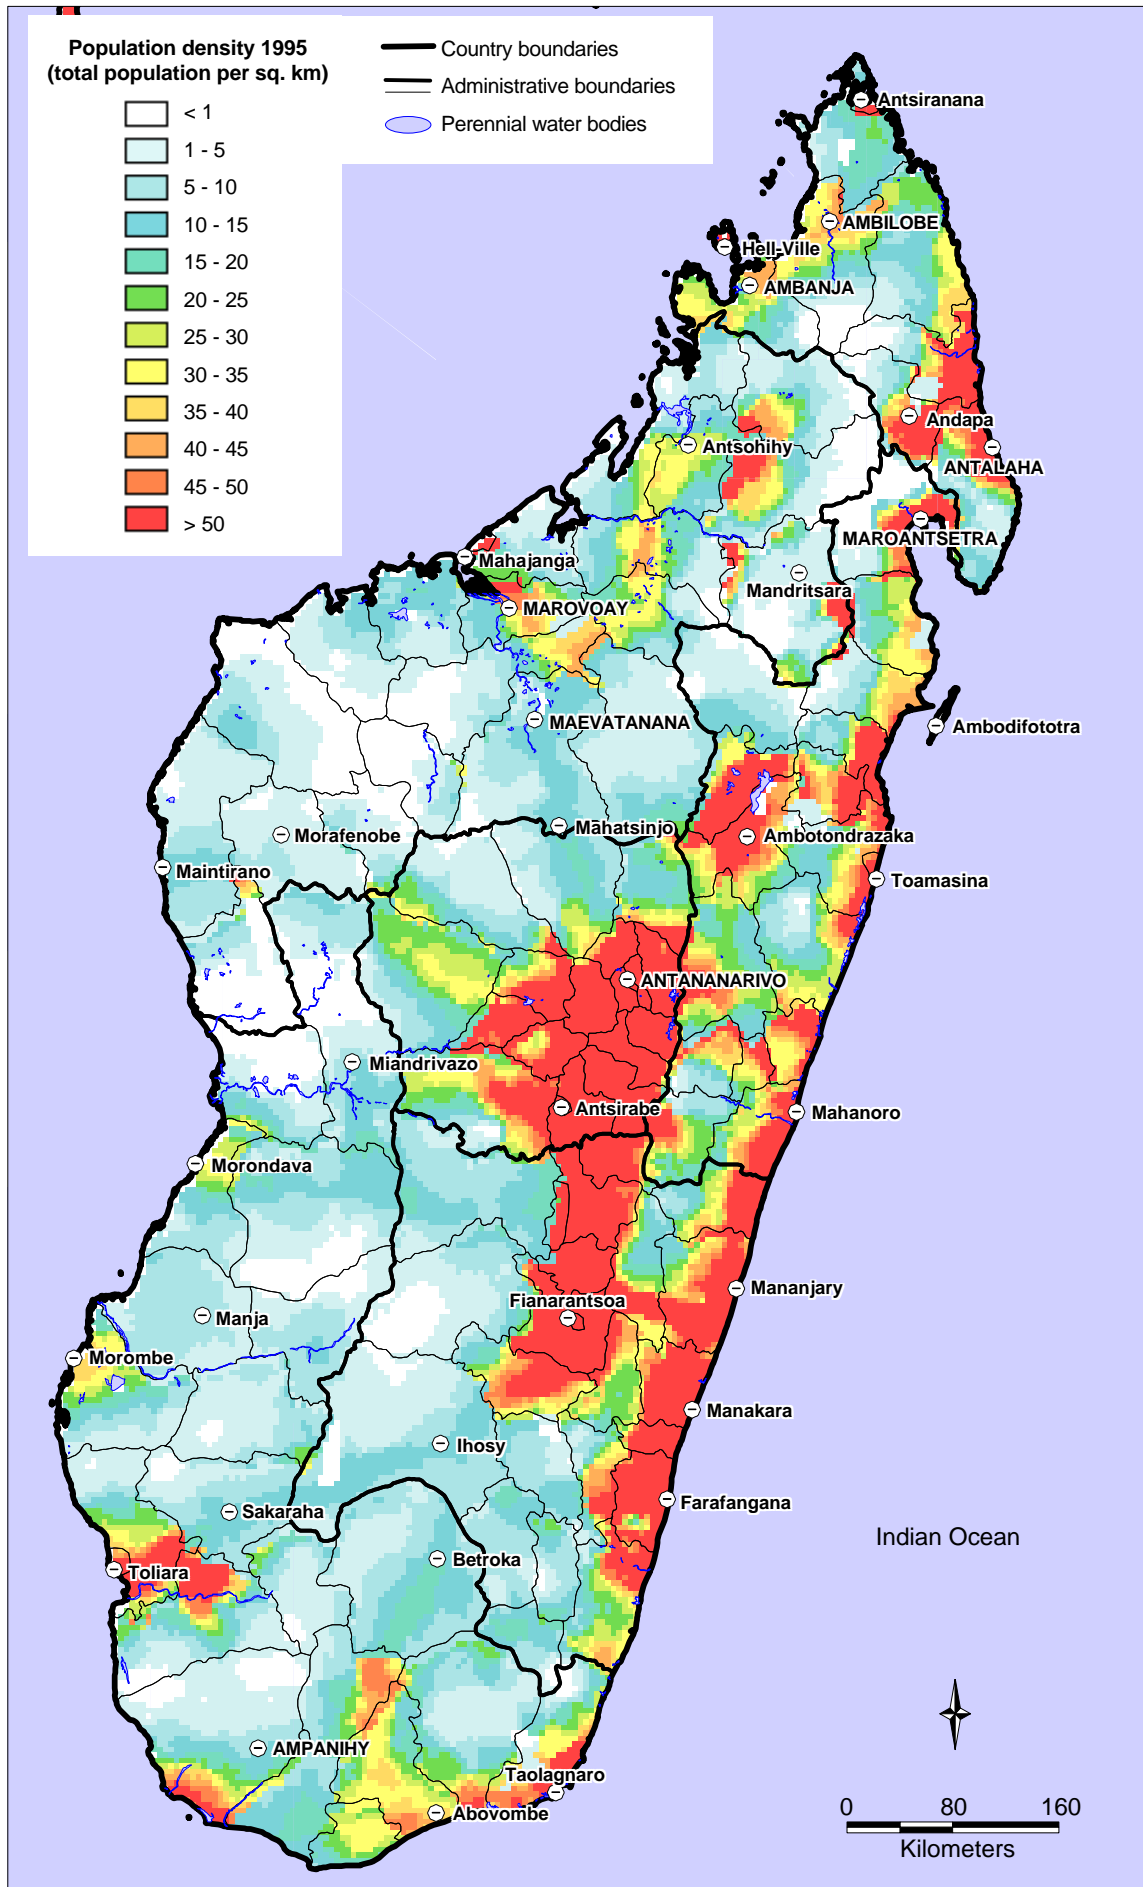 Population density 1995
(total population per sq. km)
< 1
1 - 5
5 - 10
10 - 15
15 - 20
20 - 25
25 - 30
30 - 35
35 - 40
40 - 45
45 - 50
> 50
Country boundaries
Administrative boundaries
Perennial water bodies
Antsiranana
AMBILOBE
Hell-Ville
AMBANJA
Andapa
Antsohihy
ANTALAHA
MAROANTSETRA
Mahajanga
Mandritsara
MAROVOAY
MAEVATANANA
Ambodifototra
Mahatsinjo
Morafenobe
Ambotondrazaka
Maintirano
Toamasina
ANTANANARIVO
Miandrivazo
Antsirabe
Mahanoro
Morondava
Mananjary
Fianarantsoa
Manja
Morombe
Manakara
Ihosy
Farafangana
Sakaraha
Indian Ocean
Betroka
Toliara
AMPANIHY
Taolagnaro
Abovombe
0 80 160
Kilometers